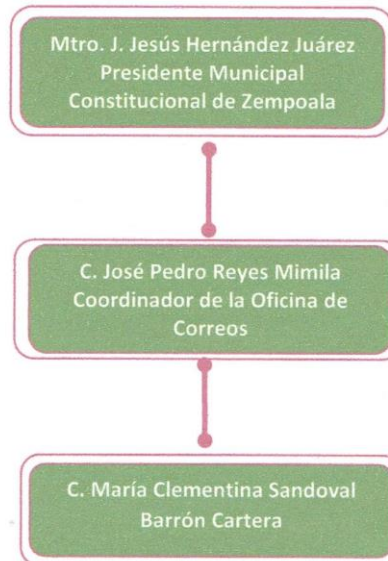 Mtro. J. Jesús Hernández Juárez
Presidente Municipal
Constitucional de Zempoala
C. José Pedro Reyes Mimila
Coordinador de la Oficina de
Correos
C. María Clementina Sandoval
Barrón Cartera